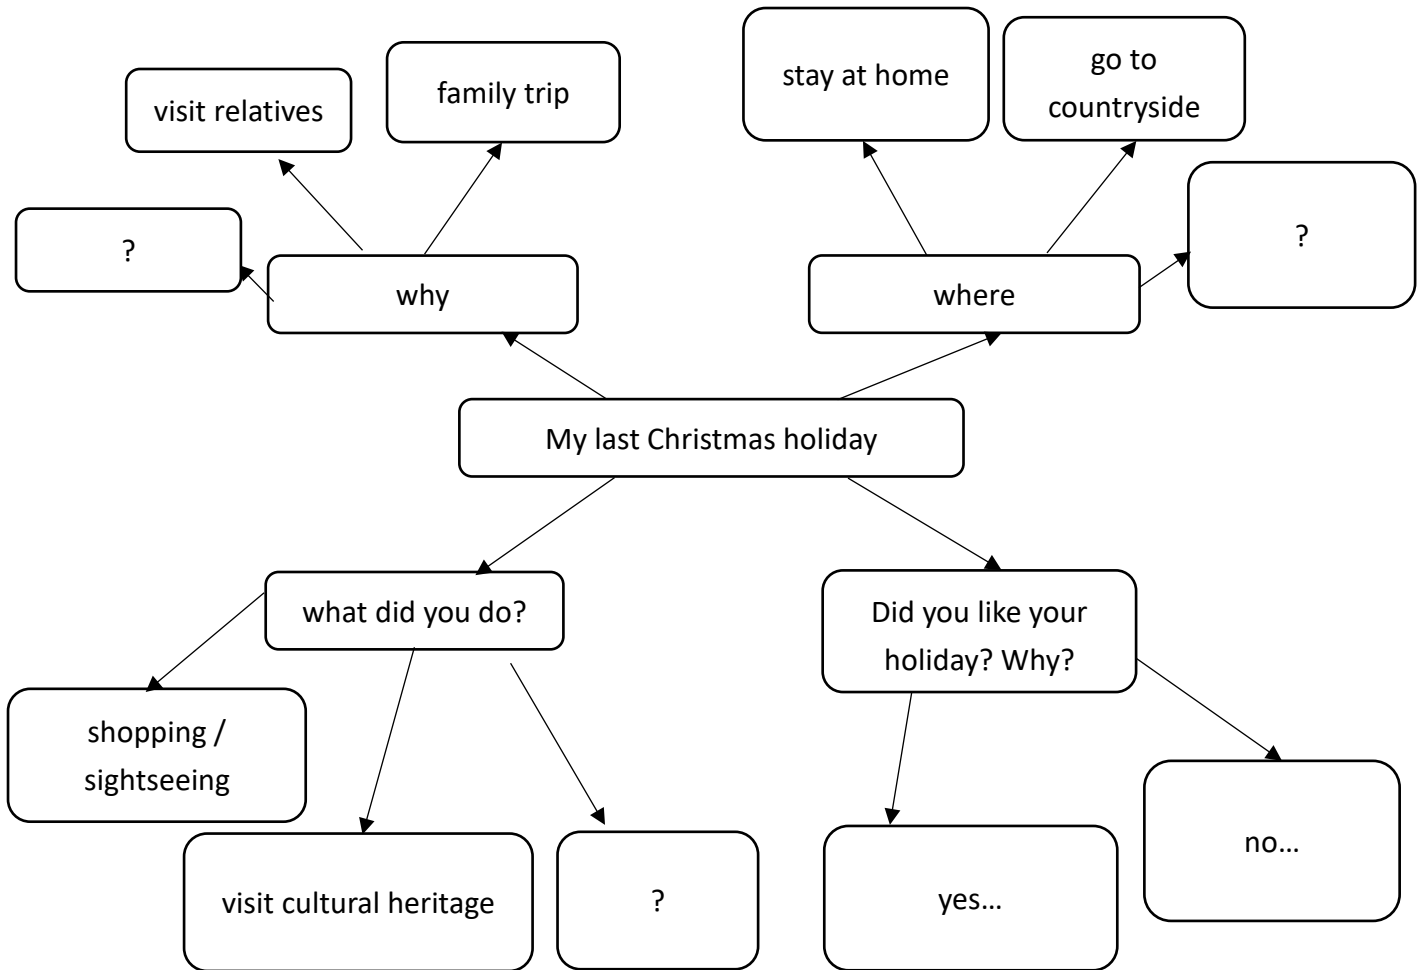 stay at home
go to
countryside
family trip
visit relatives
?
?
why
where
My last Christmas holiday
what did you do?
Did you like your
holiday? Why?
shopping /
sightseeing
no...
visit cultural heritage
?
yes...